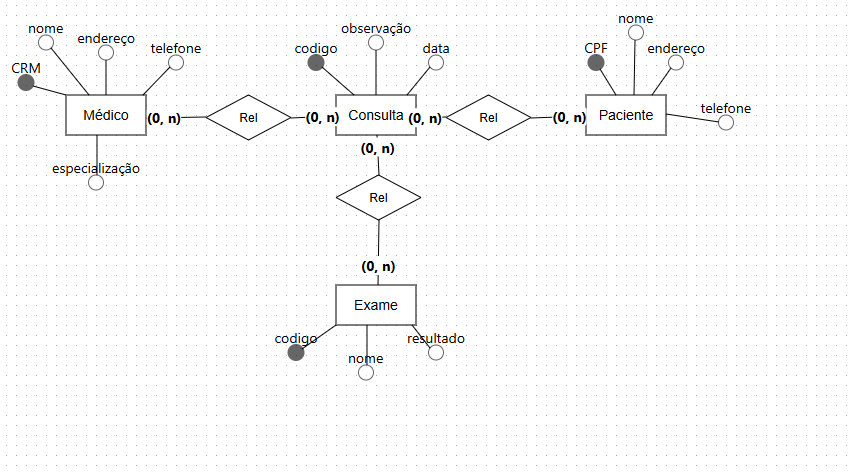 nome
endereço
telefone
CRM
Médico
especialização
(0, n)
Rel
(0, n)
observação
codigo
data
Consulta
(0, n)
Rel
(0, n)
nome
CPF
endereço
Paciente
telefone
(0, n)
Rel
(0, n)
Exame
codigo
nome
resultado